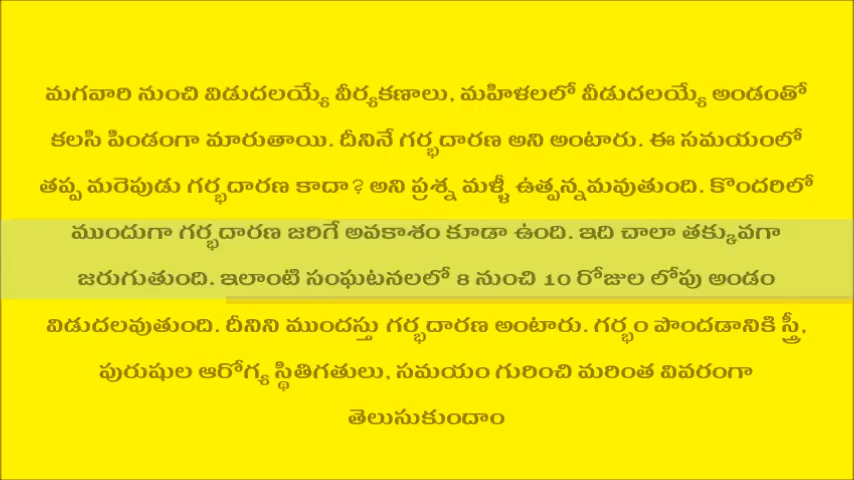 మగవారి నుంచి విడుదలయ్యే వీర్యకణాలు, మహిళలలో వీడుదలయ్యే అండంతో
కలసి పిండంగా మారుతాయి. దీనినే గర్భదారణ అని అంటారు. ఈ సమయంలో
తప్ప మరెపుడు గర్భదారణ కాదా? అని ప్రశ్న మళ్ళీ ఉత్పన్నమవుతుంది. కొందరిలో
ముందుగా గర్భదారణ జరిగే అవకాశం కూడా ఉంది. ఇది చాలా తక్కువగా
జరుగుతుంది. ఇలాంటి సంఘటనలలో 8 నుంచి 10 రోజుల లోపు అండం
విడుదలవుతుంది. దీనిని ముందస్తు గర్భదారణ అంటారు. గర్భం పొందడానికి స్త్రీ,
పురుషుల ఆరోగ్య స్థితిగతులు, సమయం గురించి మరింత వివరంగా
తెలుసుకుందాం